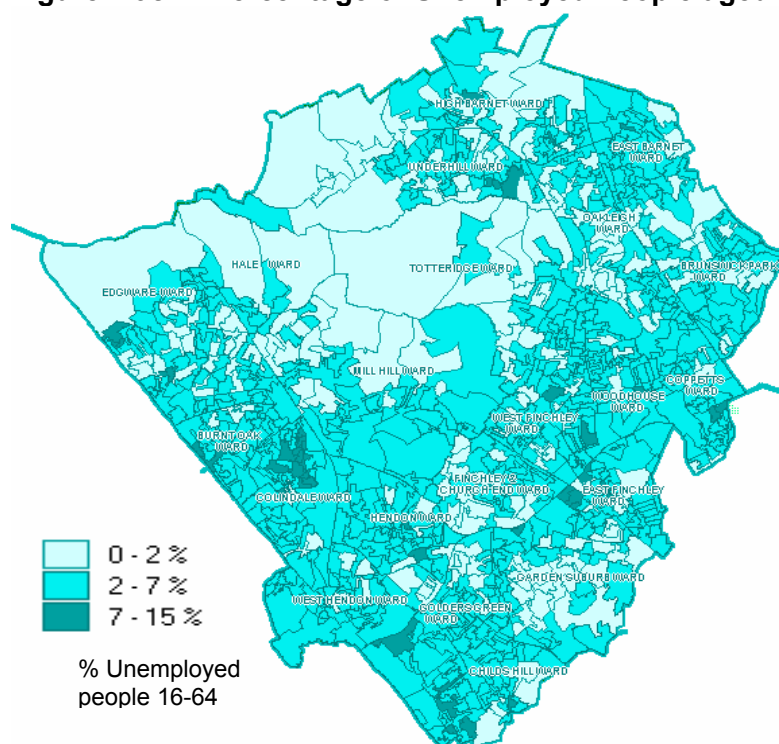 HIGH BARNET WARD
EAST BARNET
WARD
UNDERHILL WARD
OAKLEIGH
WARD
BRUNSWICK PARK
WARD
HALE WARD
TOTTERIDGE WARD
EDGWARE WARD
MILL HILL WARD
COPPETTS
WARD
WOODHOUSE
WARD
WEST FINCHLEY
WARD
BURNT OAK
WARD
FINCHLEY &
CHURCH END WARD
EAST FINCHLEY
WARD
COLINDALE WARD
HENDON WARD
GARDEN SUBURB WARD
WEST HENDON WARD
GOLDERS GREEN
WARD
CHILDS HILL WARD
0 - 2 %
2 - 7 %
7 - 15 %
% Unemployed
people 16-64